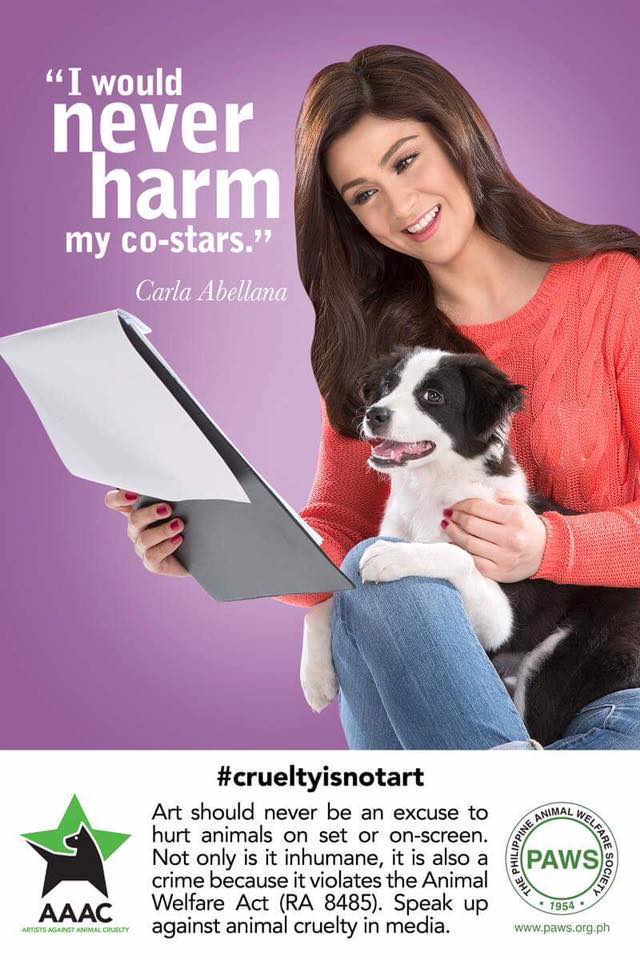 “I would
never
harm
my co-stars.”
Carla Abellana
#crueltyisnotart
Art should never be an excuse to
hurt animals on set or on-screen.
Not only is it inhumane, it is also a
crime because it violates the Animal
Welfare Act (RA 8485). Speak up
against animal cruelty in media.
AAAC
ARTISTS AGAINST ANIMAL CRUELTY
THE PHILIPPINE ANIMAL WELFARE SOCIETY
PAWS
1954
www.paws.org.ph